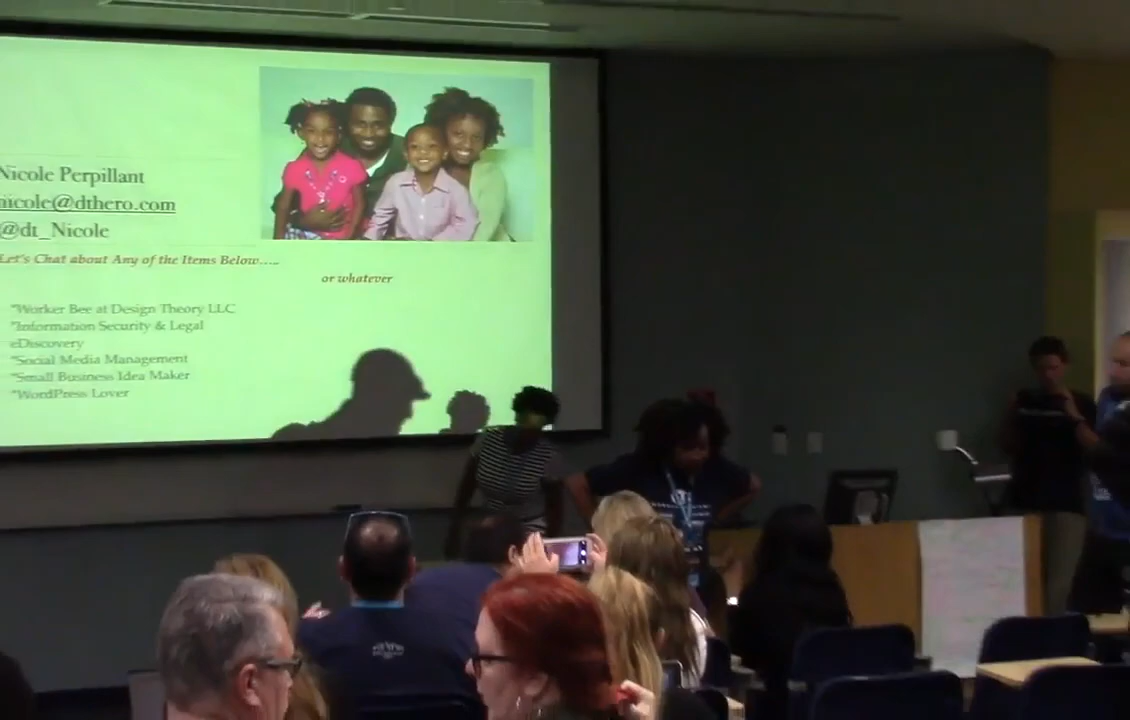 Nicole Perpillant
nicole@dthero.com
@dt_Nicole
Let's Chat about Any of the Items Below.....
or whatever
"Worker Bee at Design Theory LLC
"Information Security & Legal
eDiscovery
"Social Media Management
"Small Business Idea Maker
"WordPress Lover